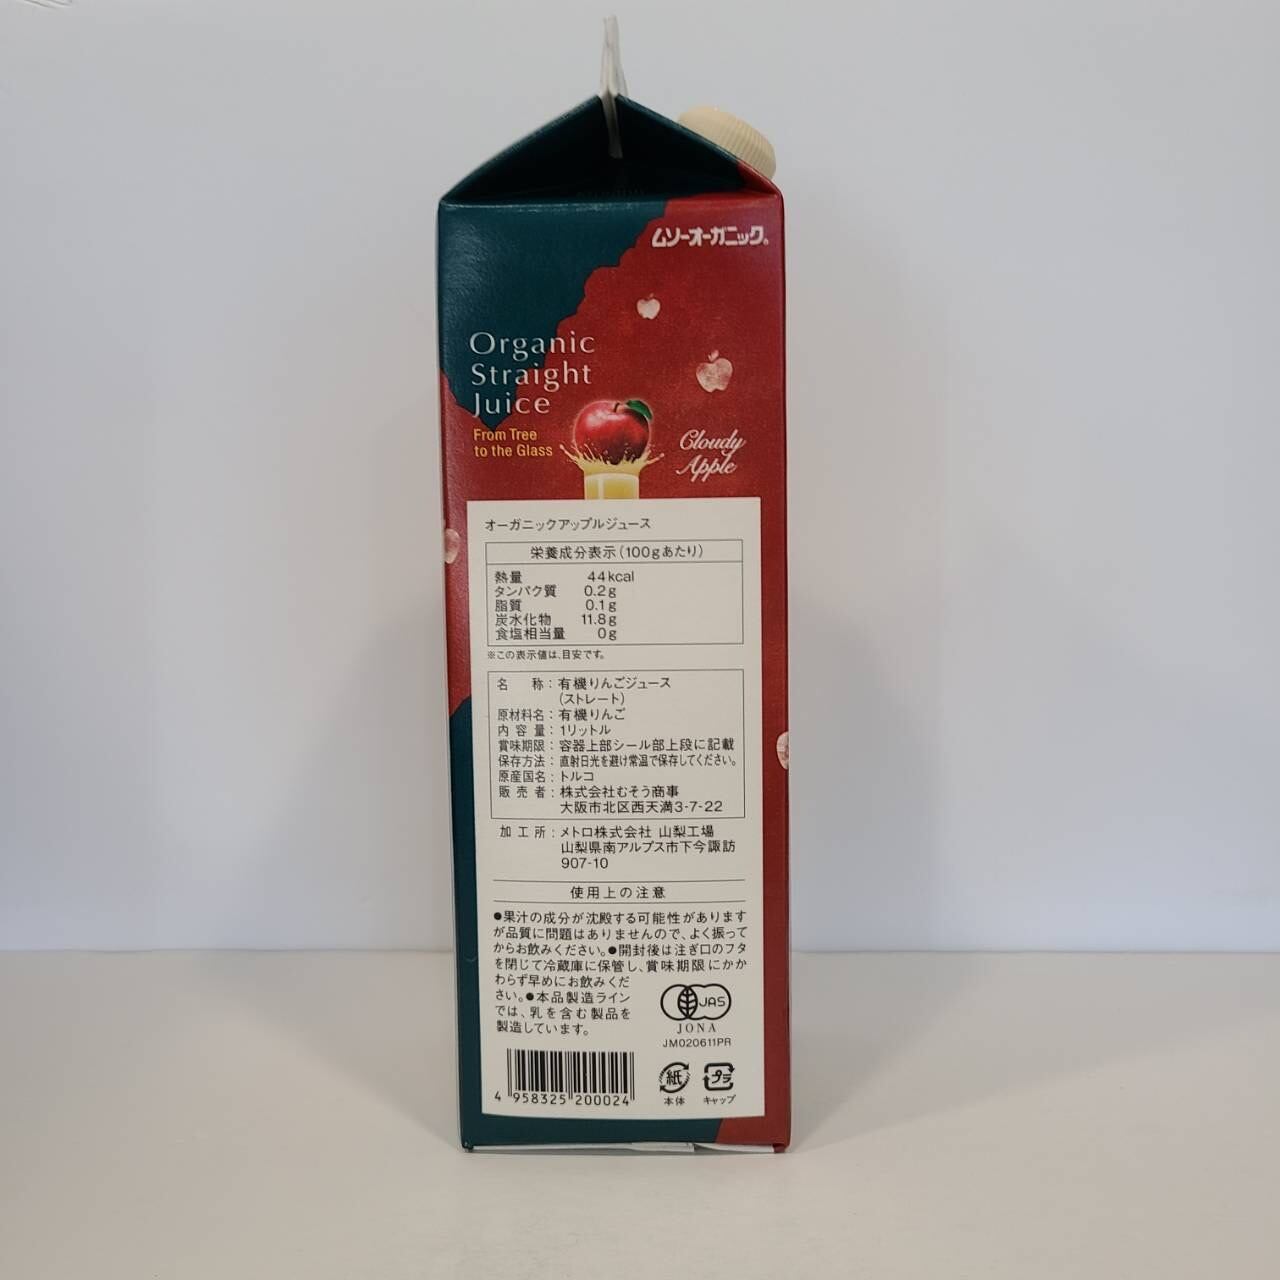 ムソーオーガニック®
Organic
Straight
Juice
From Tree
to the Glass
Cloudy
Apple
オーガニックアップルジュース
栄養成分表示(100gあたり)
熱量 44kcal
タンパク質 0.2g
脂質 0.1g
炭水化物 11.8g
食塩相当量 0g
※この表示値は、目安です。
名 称:有機りんごジュース
(ストレート)
原材料名:有機りんご
内容量:1リットル
賞味期限:容器上部シール部上段に記載
保存方法:直射日光を避け常温で保存してください。
原産国名:トルコ
販売者:株式会社むそう商事
大阪市北区西天満3-7-22
加工所:メトロ株式会社 山梨工場
山梨県南アルプス市下今諏訪
907-10
使用上の注意
●果汁の成分が沈殿する可能性があります
が品質に問題はありませんので、よく振って
からお飲みください。●開封後は注ぎ口のフタ
を閉じて冷蔵庫に保管し、賞味期限にかか
わらず早めにお飲みくだ
さい。●本品製造ライン
では、乳を含む製品を
製造しています。
JAS
JONA
JM020611PR
4 958325 200024
紙
本体
プラ
キャップ